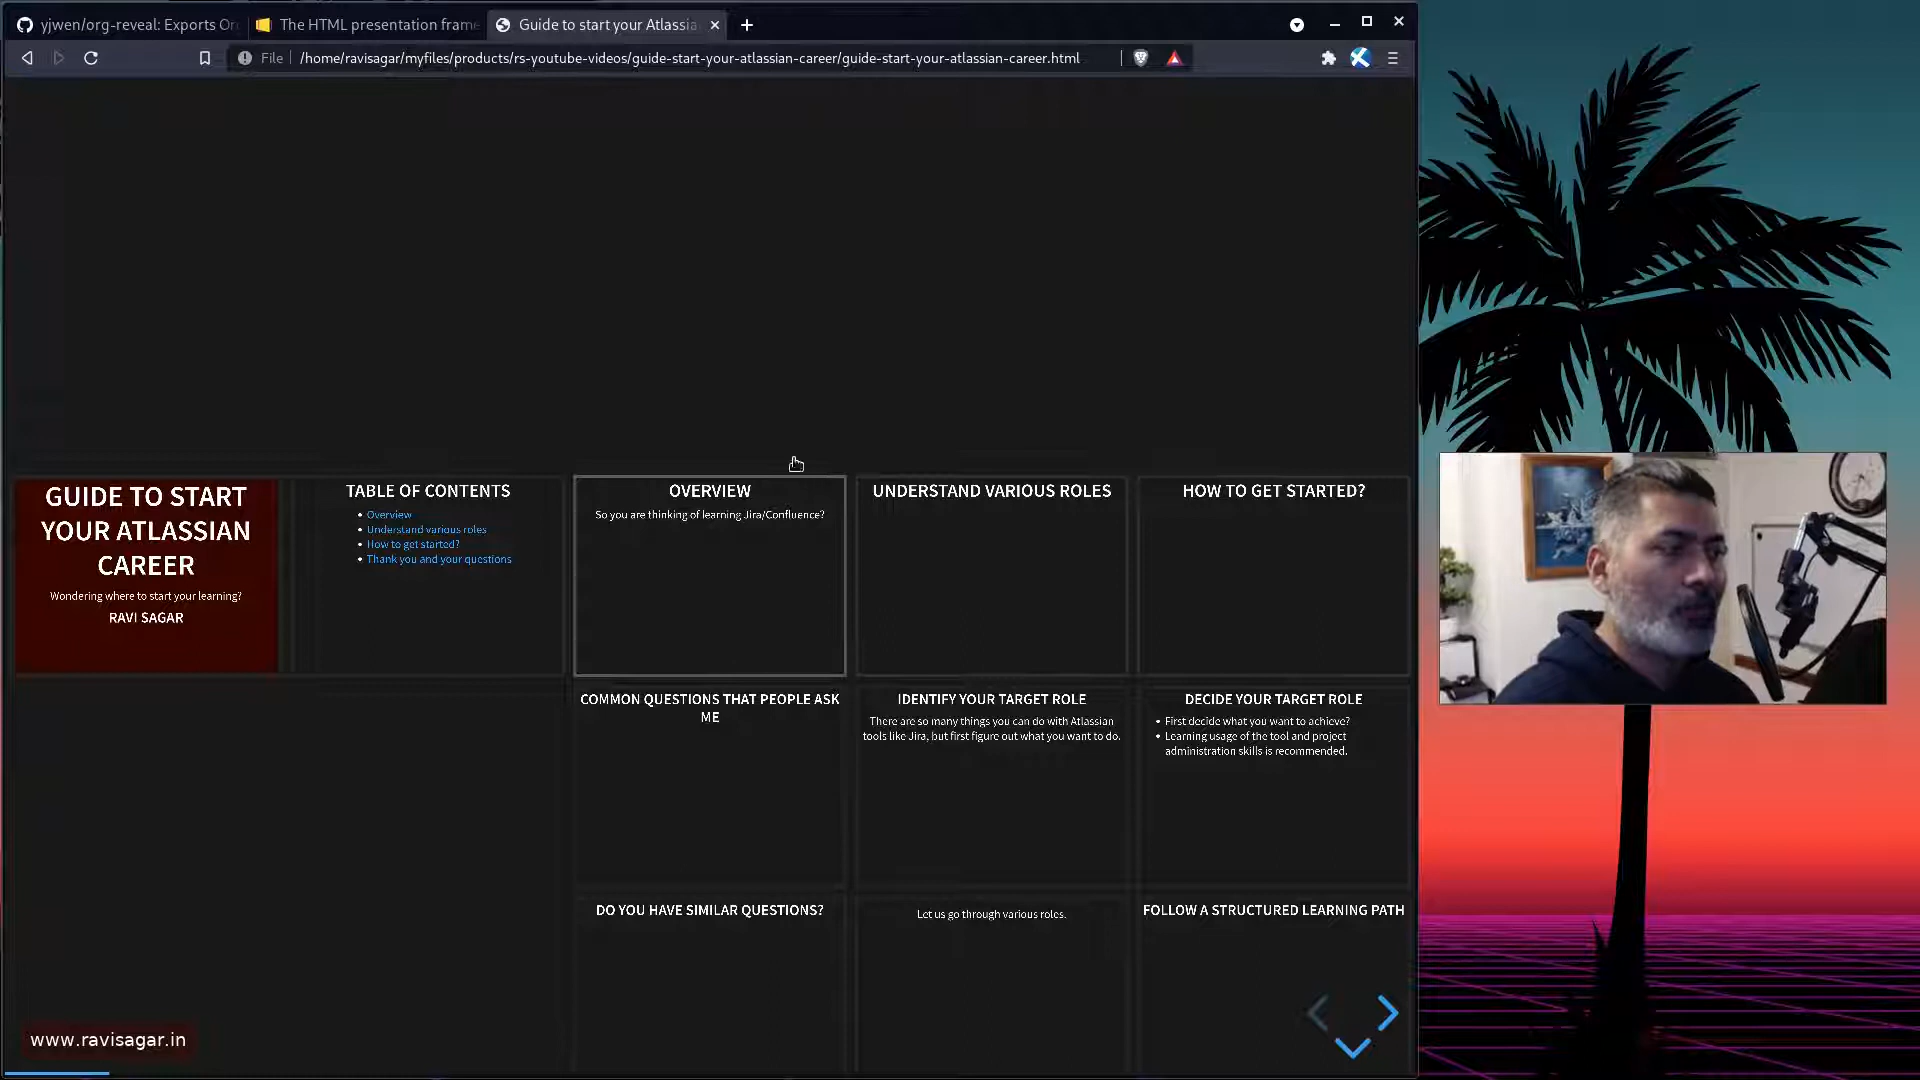 yjwen/org-reveal: Exports Or
The HTML presentation frame
Guide to start your Atlassia
File
/home/ravisagar/myfiles/products/rs-youtube-videos/guide-start-your-atlassian-career/guide-start-your-atlassian-career.html
GUIDE TO START
YOUR ATLASSIAN
CAREER
Wondering where to start your learning?
RAVI SAGAR
TABLE OF CONTENTS
• Overview
• Understand various roles
• How to get started?
• Thank you and your questions
OVERVIEW
So you are thinking of learning Jira/Confluence?
UNDERSTAND VARIOUS ROLES
HOW TO GET STARTED?
COMMON QUESTIONS THAT PEOPLE ASK
ME
IDENTIFY YOUR TARGET ROLE
There are so many things you can do with Atlassian
tools like Jira, but first figure out what you want to do.
DECIDE YOUR TARGET ROLE
• First decide what you want to achieve?
• Learning usage of the tool and project
administration skills is recommended.
DO YOU HAVE SIMILAR QUESTIONS?
Let us go through various roles.
FOLLOW A STRUCTURED LEARNING PATH
www.ravisagar.in